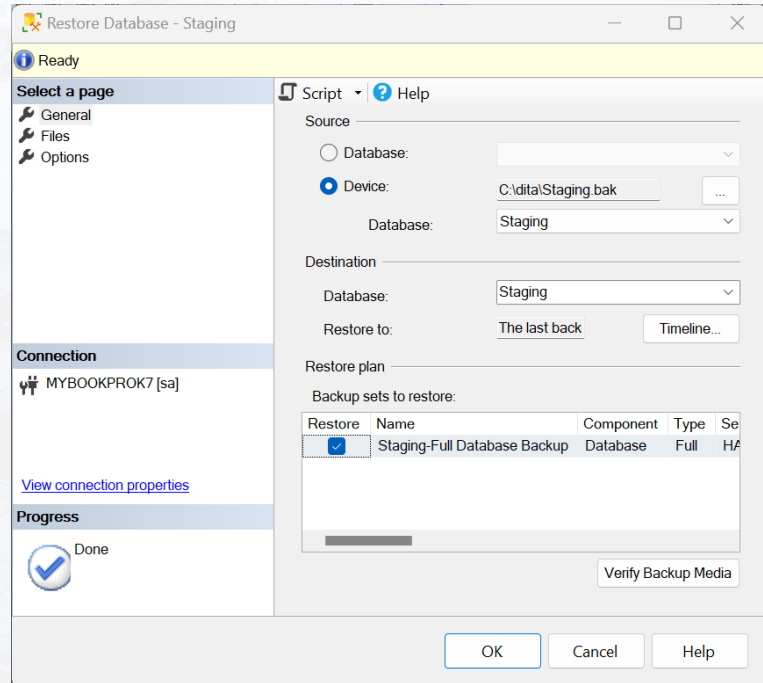 Restore Database - Staging
Ready
Select a page
General
Files
Options
Script
Help
Source
Database:
Device:
C:\dita\Staging.bak
...
Database:
Staging
Destination
Database:
Staging
Restore to:
The last back
Timeline...
Restore plan
Backup sets to restore:
Restore Name Component Type Se
Staging-Full Database Backup Database Full HA
Verify Backup Media
Connection
MYBOOKPROK7 [sa]
View connection properties
Progress
Done
OK Cancel Help